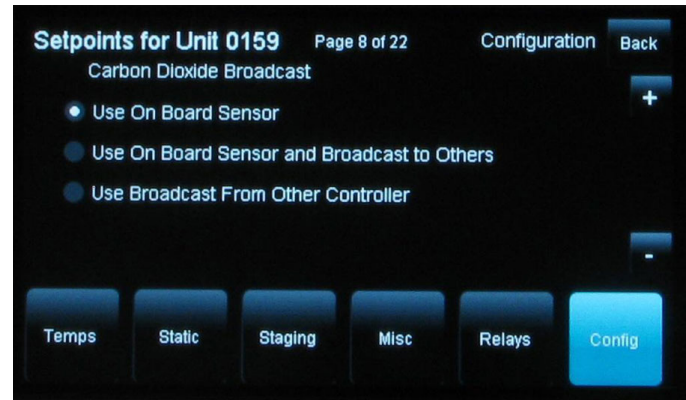 Setpoints for Unit 0159 Page 8 of 22 Configuration Back
Carbon Dioxide Broadcast
+
Use On Board Sensor
Use On Board Sensor and Broadcast to Others
Use Broadcast From Other Controller
-
Temps Static Staging Misc Relays Config